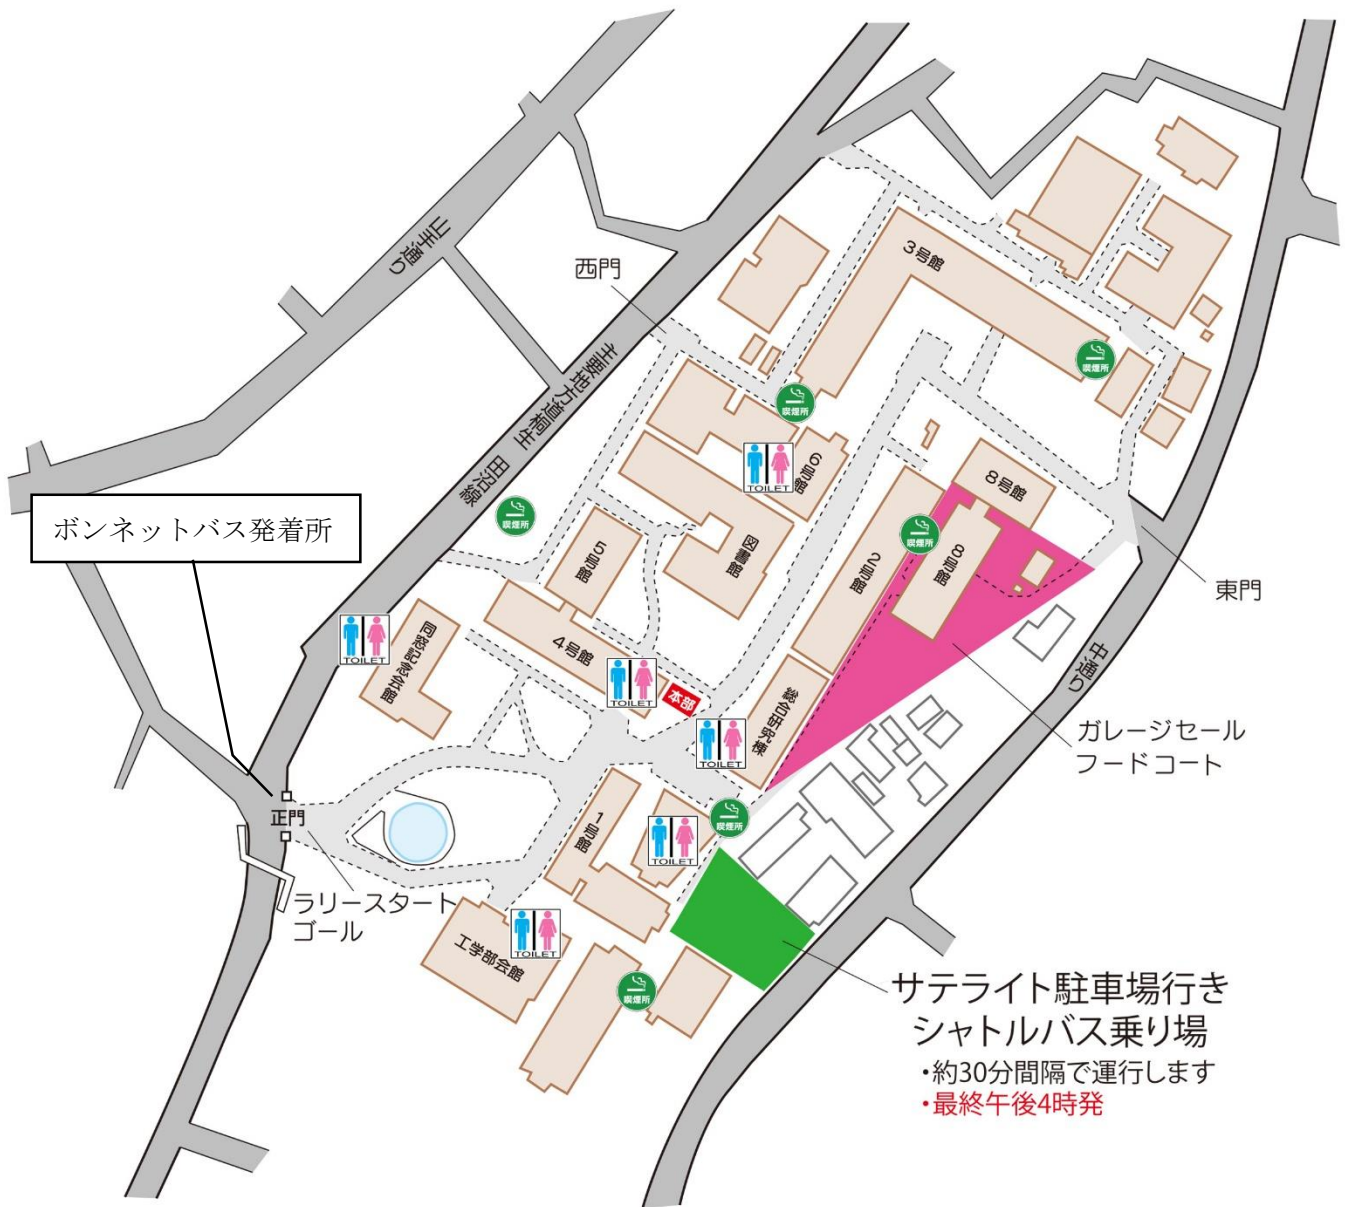 山手通り
西門
3号館
喫煙所
主要地方道桐生　田沼線
喫煙所
6号館
TOILET
8号館
ボンネットバス発着所
喫煙所
喫煙所
図書館
5号館
2号館
8号館
東門
TOILET
同窓記念会館
4号館
TOILET
本部
中通り
総合研究棟
TOILET
ガレージセール
フードコート
正門
1号館
喫煙所
TOILET
ラリースタート
ゴール
工学部会館
TOILET
喫煙所
サテライト駐車場行き
シャトルバス乗り場
・約30分間隔で運行します
・最終午後4時発